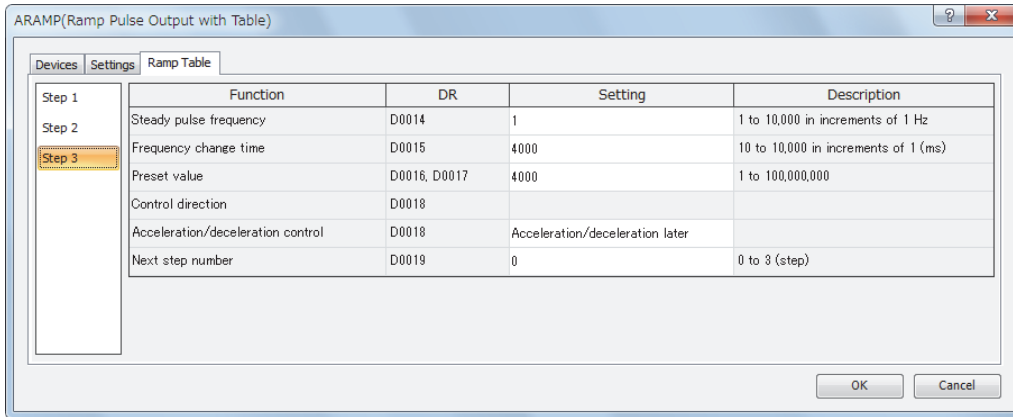 ARAMP(Ramp Pulse Output with Table)
Devices Settings Ramp Table
Step 1
Step 2
Step 3
Function DR Setting Description
Steady pulse frequency D0014 1 1 to 10,000 in increments of 1 Hz
Frequency change time D0015 4000 10 to 10,000 in increments of 1 (ms)
Preset value D0016, D0017 4000 1 to 100,000,000
Control direction D0018
Acceleration/deceleration control D0018 Acceleration/deceleration later
Next step number D0019 0 0 to 3 (step)
OK Cancel